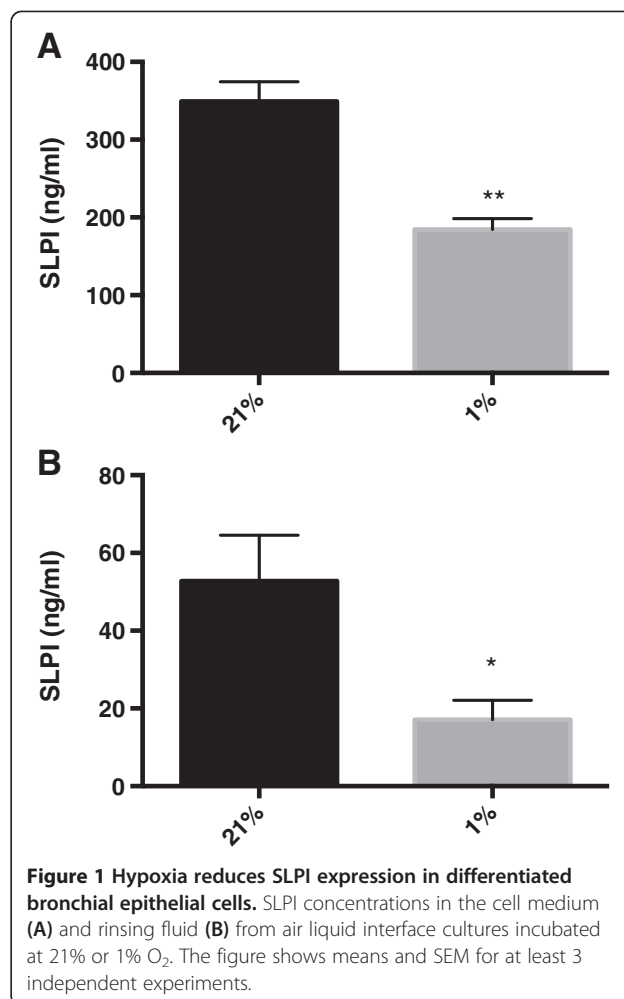 A
400
300
200
100
0
SLPI (ng/ml)
**
21%
1%
B
80
60
40
20
0
SLPI (ng/ml)
*
21%
1%
Figure 1 Hypoxia reduces SLPI expression in differentiated
bronchial epithelial cells. SLPI concentrations in the cell medium
(A) and rinsing fluid (B) from air liquid interface cultures incubated
at 21% or 1% O₂. The figure shows means and SEM for at least 3
independent experiments.